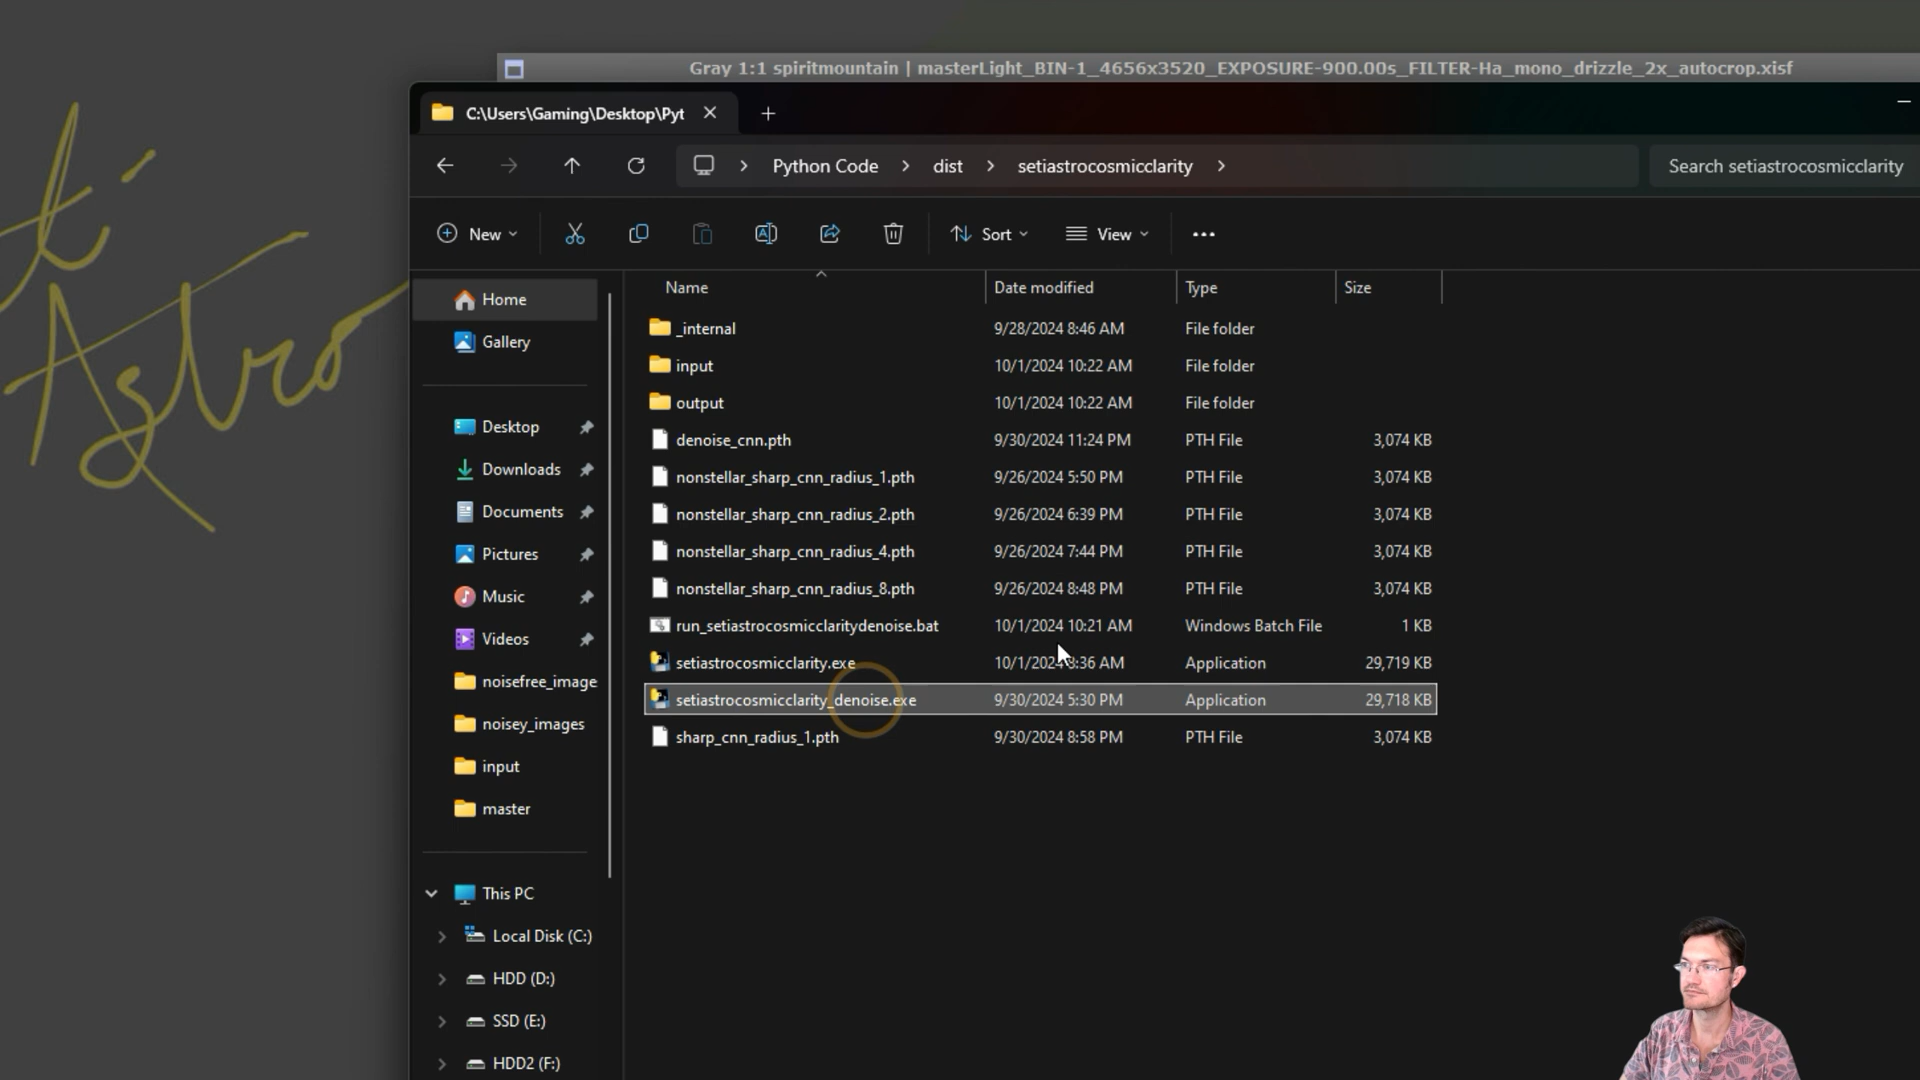 ti
Astro
Gray 1:1 spiritmountain | masterLight_BIN-1_4656x3520_EXPOSURE-900.00s_FILTER-Ha_mono_drizzle_2x_autocrop.xisf
C:\Users\Gaming\Desktop\Pyt
Python Code > dist > setiastrocosmicclarity >
Search setiastrocosmicclarity
New Sort View
Name Date modified Type Size
Home
Gallery
Desktop
Downloads
Documents
Pictures
Music
Videos
noisefree_image
noisey_images
input
master
This PC
Local Disk (C:)
HDD (D:)
SSD (E:)
HDD2 (F:)
_internal 9/28/2024 8:46 AM File folder
input 10/1/2024 10:22 AM File folder
output 10/1/2024 10:22 AM File folder
denoise_cnn.pth 9/30/2024 11:24 PM PTH File 3,074 KB
nonstellar_sharp_cnn_radius_1.pth 9/26/2024 5:50 PM PTH File 3,074 KB
nonstellar_sharp_cnn_radius_2.pth 9/26/2024 6:39 PM PTH File 3,074 KB
nonstellar_sharp_cnn_radius_4.pth 9/26/2024 7:44 PM PTH File 3,074 KB
nonstellar_sharp_cnn_radius_8.pth 9/26/2024 8:48 PM PTH File 3,074 KB
run_setiastrocosmicclaritydenoise.bat 10/1/2024 10:21 AM Windows Batch File 1 KB
setiastrocosmicclarity.exe 10/1/2024 8:36 AM Application 29,719 KB
setiastrocosmicclarity_denoise.exe 9/30/2024 5:30 PM Application 29,718 KB
sharp_cnn_radius_1.pth 9/30/2024 8:58 PM PTH File 3,074 KB